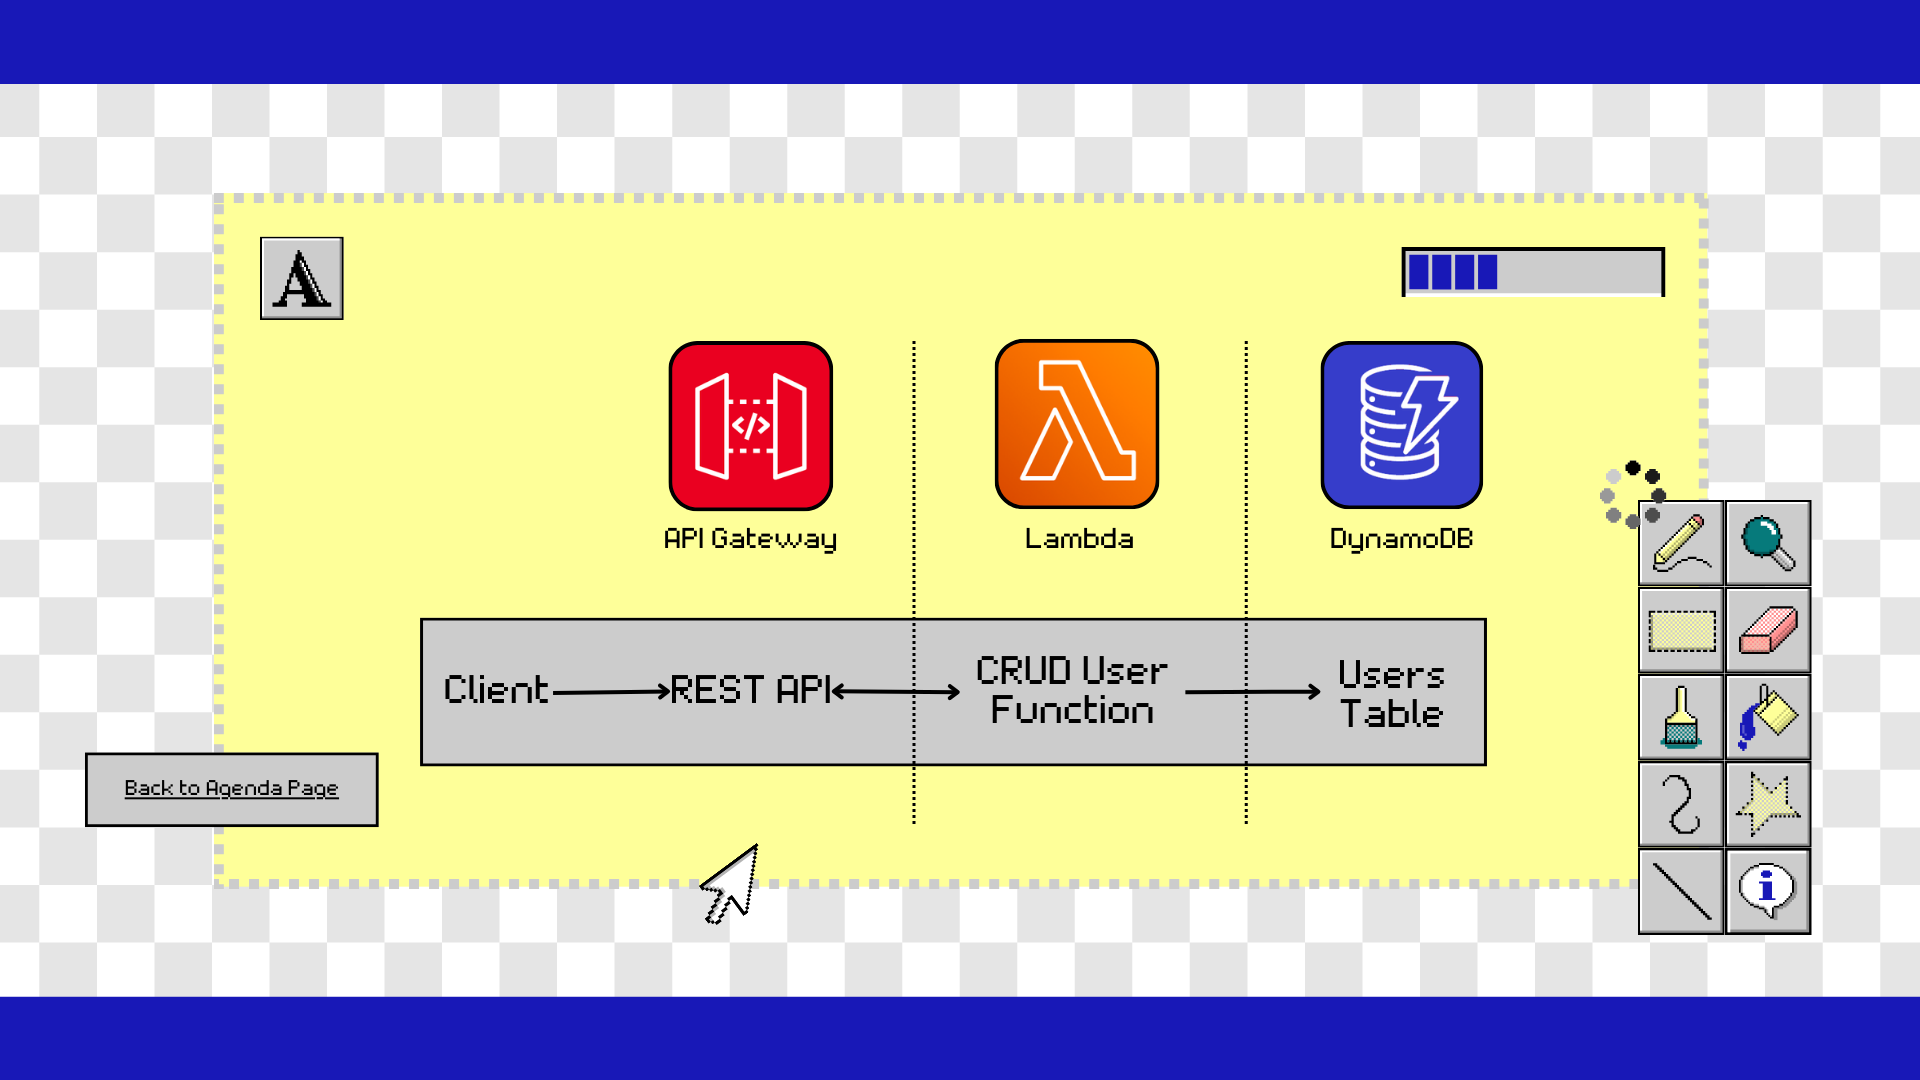 A
</>
API Gateway
Lambda
DynamoDB
Client
REST API
CRUD User
Function
Users
Table
Back to Agenda Page
i